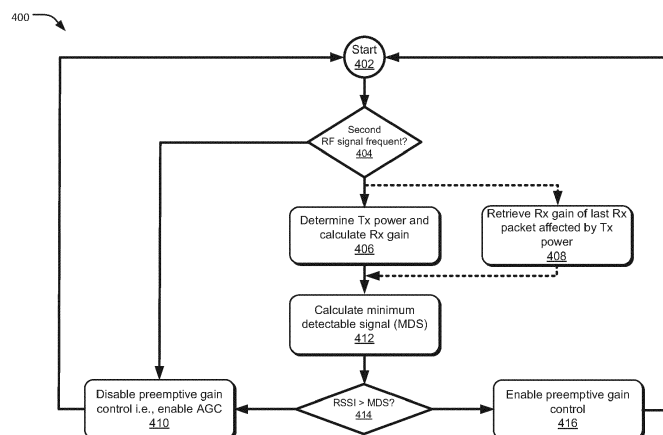 400
Start
402
Second
RF signal frequent?
404
Determine Tx power and
calculate Rx gain
406
Retrieve Rx gain of last Rx
packet affected by Tx
power
408
Calculate minimum
detectable signal (MDS)
412
Disable preemptive gain
control i.e., enable AGC
410
RSSI > MDS?
414
Enable preemptive gain
control
416